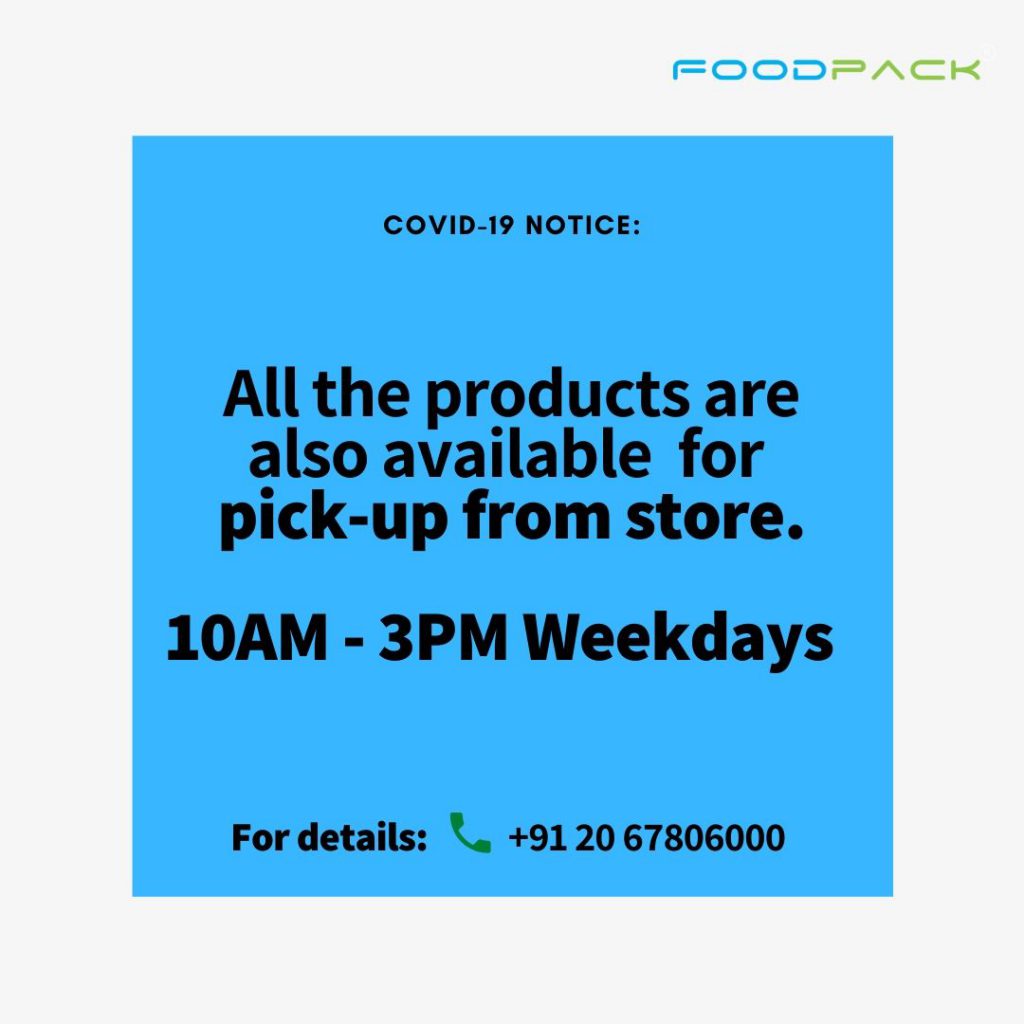 FOODPACK
COVID-19 NOTICE:
All the products are
also available for
pick-up from store.
10AM - 3PM Weekdays
For details: +91 20 67806000